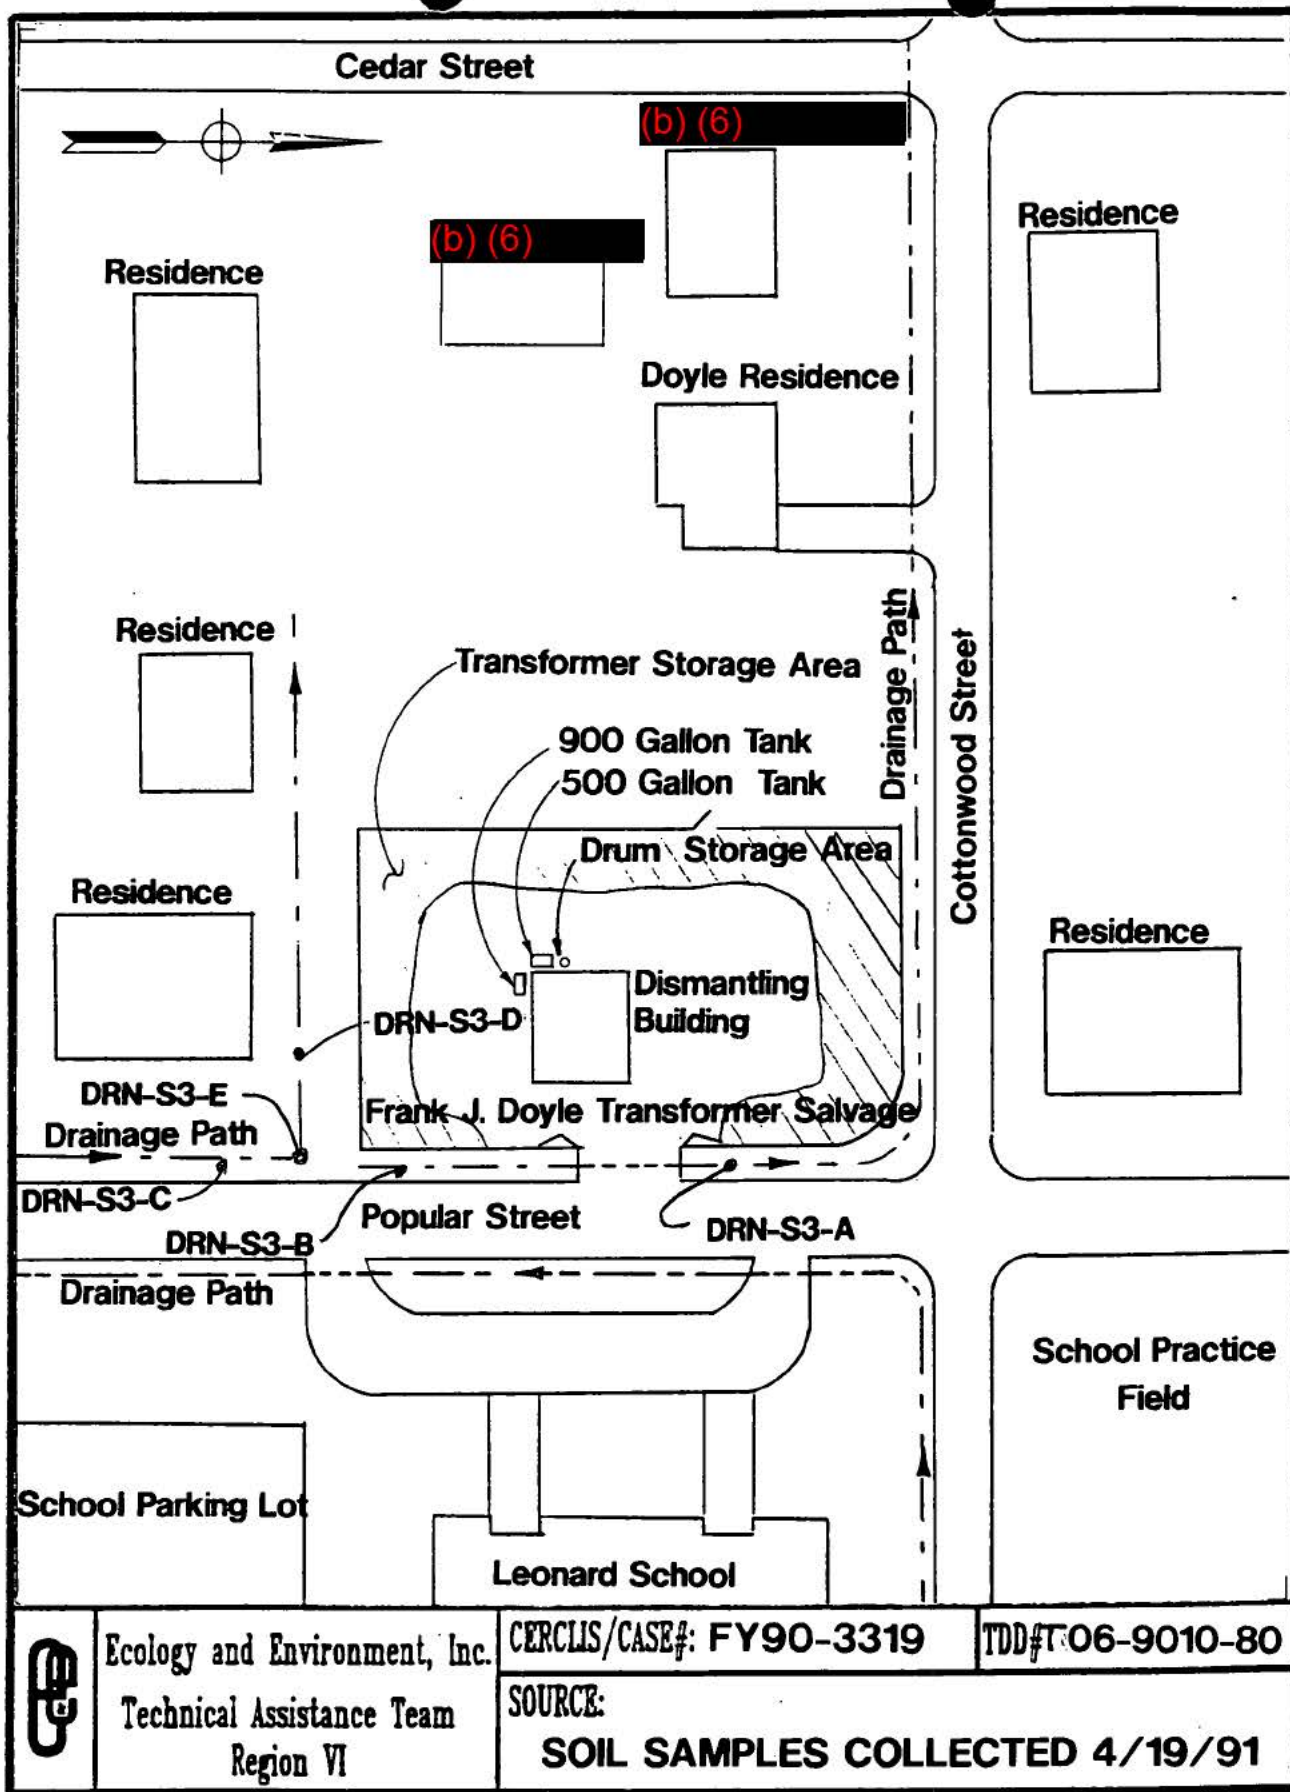 Cedar Street
(b) (6)
(b) (6)
Residence
Residence
Doyle Residence
Residence
Transformer Storage Area
Drainage Path
Cottonwood Street
900 Gallon Tank
500 Gallon Tank
Drum Storage Area
Residence
Residence
Dismantling
Building
DRN-S3-D
DRN-S3-E
Frank J. Doyle Transformer Salvage
Drainage Path
DRN-S3-C
Popular Street
DRN-S3-A
DRN-S3-B
Drainage Path
School Practice
Field
School Parking Lot
Leonard School
Ecology and Environment, Inc.
Technical Assistance Team
Region VI
CERCLIS/CASE#: FY90-3319
TDD#T06-9010-80
SOURCE:
SOIL SAMPLES COLLECTED 4/19/91